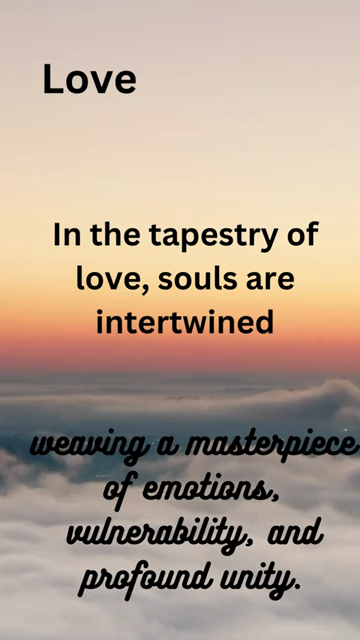 Love
In the tapestry of
love, souls are
intertwined
weaving a masterpiece
of emotions,
vulnerability, and
profound unity.